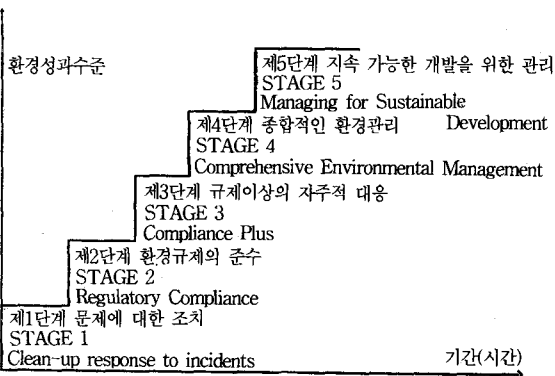 환경성과수준
제5단계 지속 가능한 개발을 위한 관리
STAGE 5
Managing for Sustainable
Development
제4단계 종합적인 환경관리
STAGE 4
Comprehensive Environmental Management
제3단계 규제이상의 자주적 대응
STAGE 3
Compliance Plus
제2단계 환경규제의 준수
STAGE 2
Regulatory Compliance
제1단계 문제에 대한 조치
STAGE 1
Clean-up response to incidents
기간(시간)